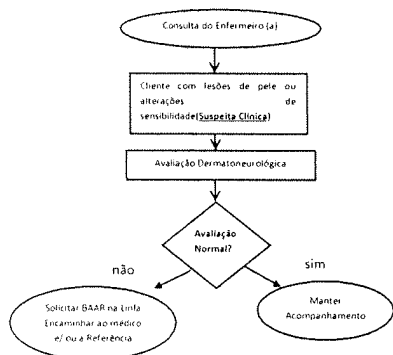 Consulta do Enfermeiro (a)
Cliente com lesões de pele ou
alterações de
sensibilidade(Suspeita Clínica)
Avaliação Dermatoneurológica
Avaliação
Normal?
não
sim
Solicitar BAAR na Linfa
Encaminhar ao médico
e/ ou a Referência
Manter
Acompanhamento